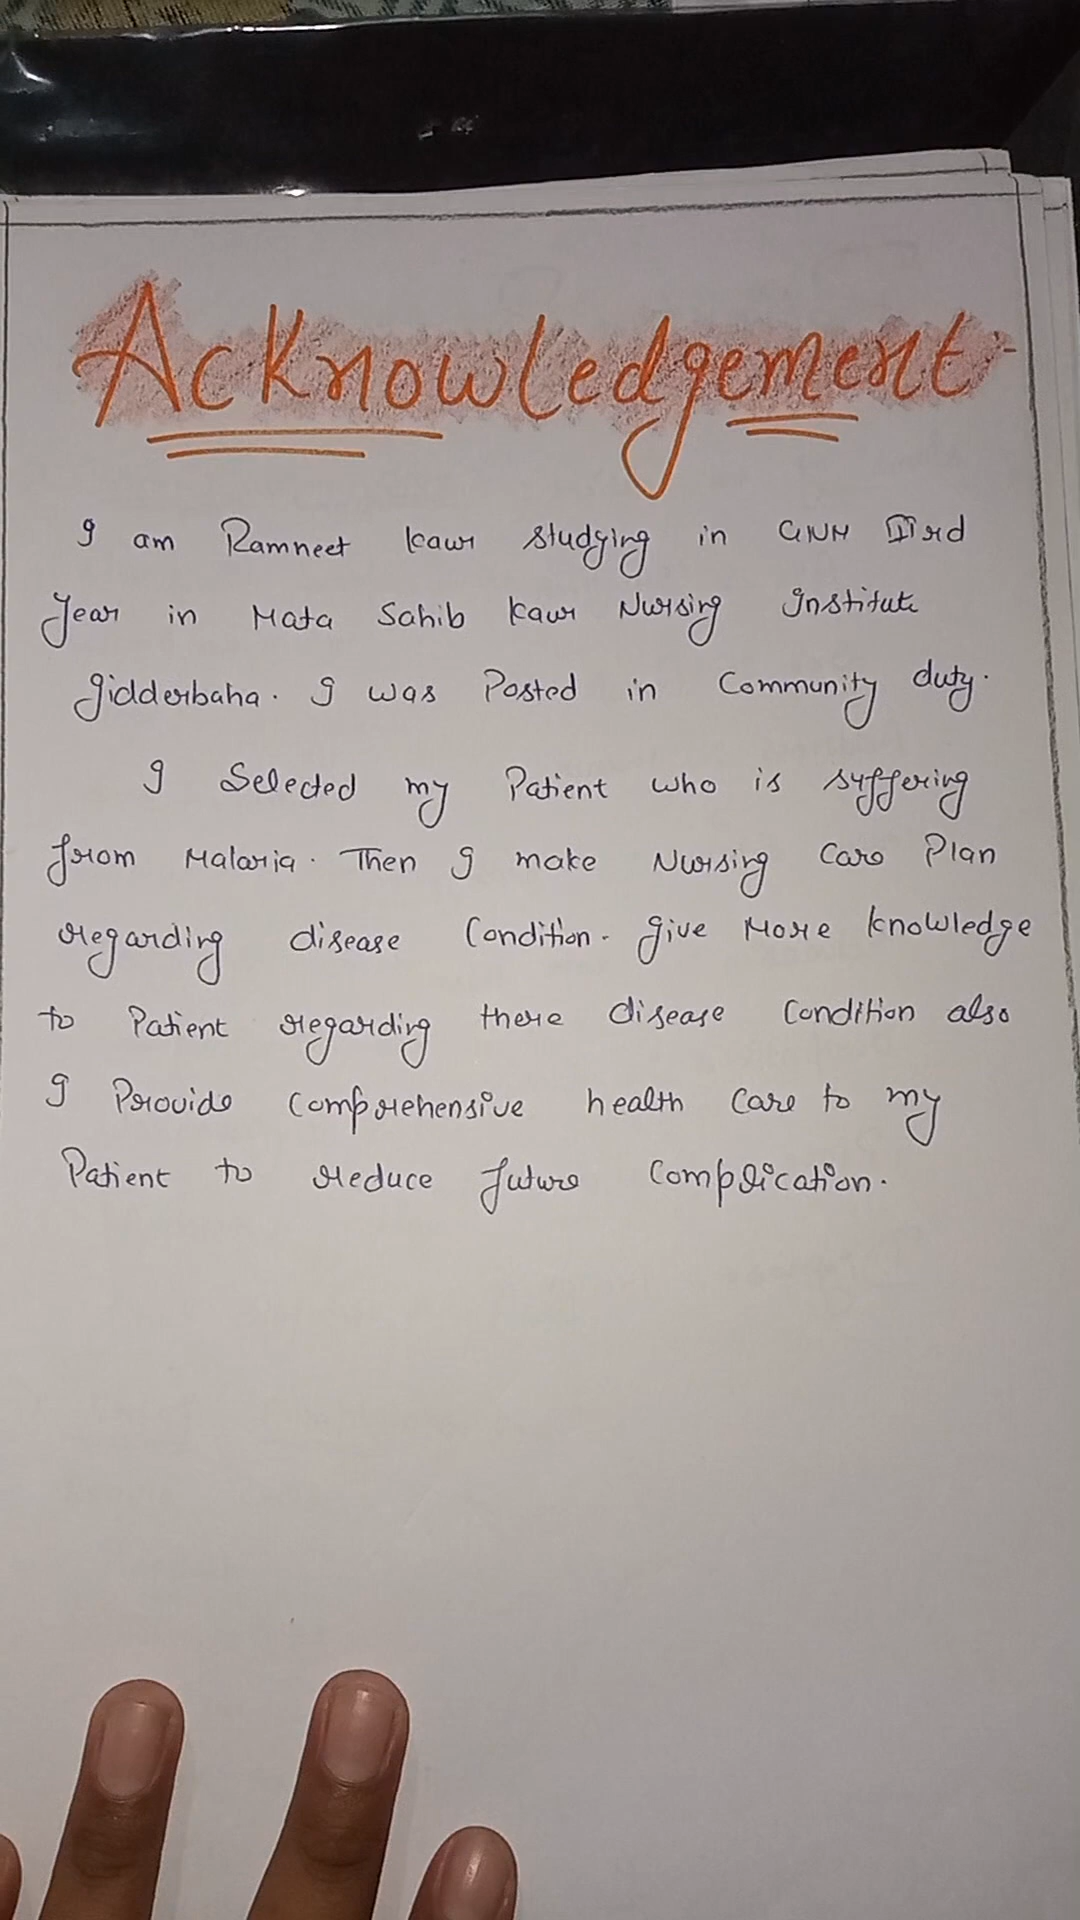 Acknowledgement
I am Ramneet kaur studying in GNM IIrd
Year in Mata Sahib kaur Nursing Institute
gidderbaha. I was Posted in Community duty.
I Selected my Patient who is suffering
from Malaria. Then I make Nursing Care Plan
regarding disease Condition. give More knowledge
to Patient regarding there disease Condition also
I Provide Comprehensive health Care to my
Patient to reduce future Complication.